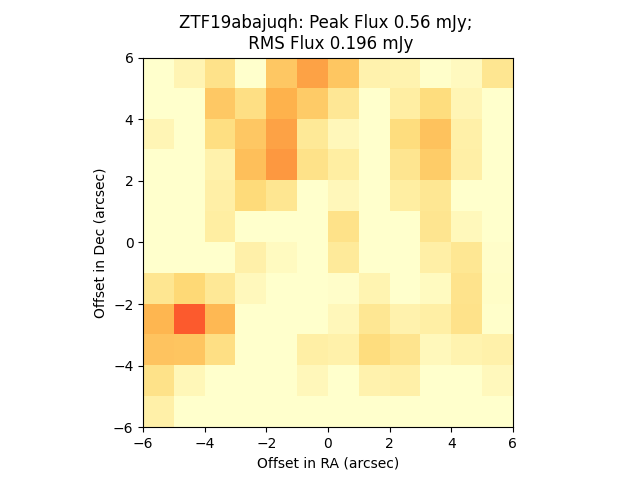 ZTF19abajuqh: Peak Flux 0.56 mJy;
RMS Flux 0.196 mJy
6
4
2
0
−2
−4
−6
Offset in Dec (arcsec)
−6 −4 −2 0 2 4 6
Offset in RA (arcsec)